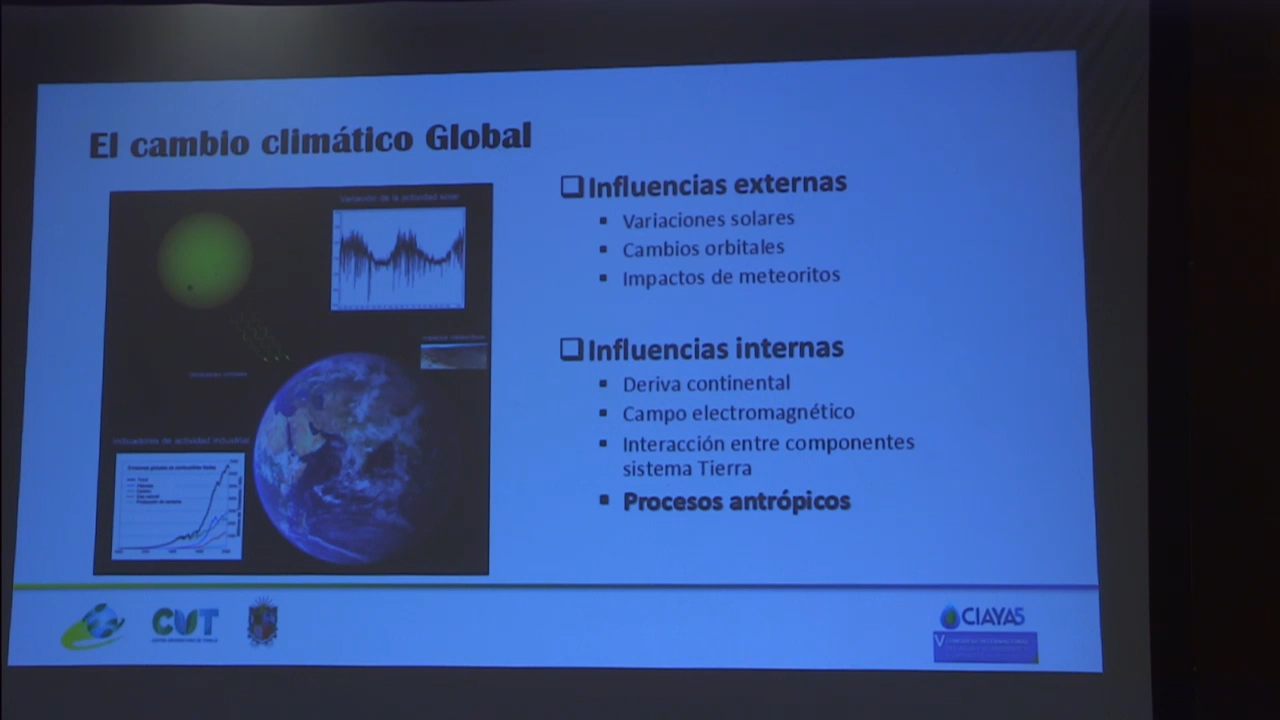 El cambio climático Global
Variación de la actividad solar
Indicadores de actividad industrial
Influencias externas
Variaciones solares
Cambios orbitales
Impactos de meteoritos
Influencias internas
Deriva continental
Campo electromagnético
Interacción entre componentes
sistema Tierra
Procesos antrópicos
CUT
CIAYA5